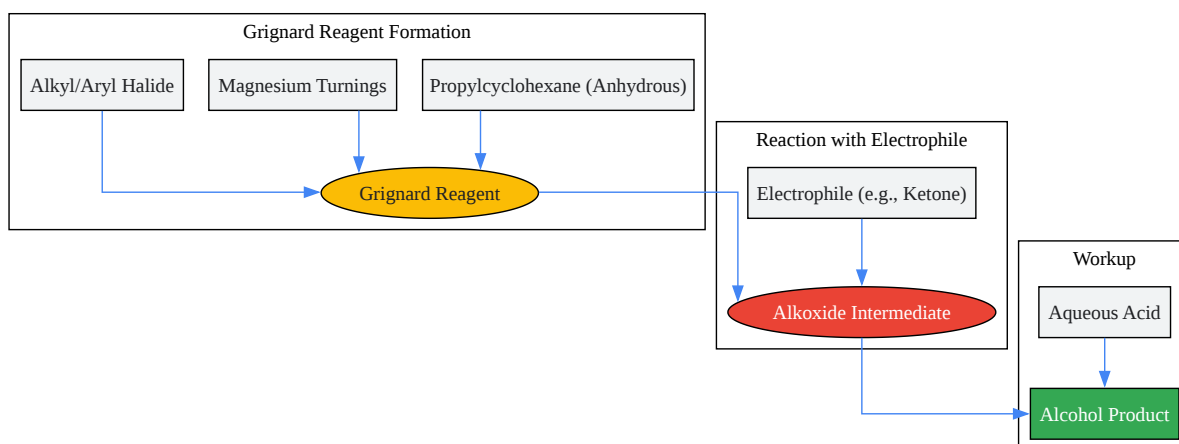 Grignard Reagent Formation
Alkyl/Aryl Halide
Magnesium Turnings
Propylcyclohexane (Anhydrous)
Grignard Reagent
Reaction with Electrophile
Electrophile (e.g., Ketone)
Alkoxide Intermediate
Workup
Aqueous Acid
Alcohol Product